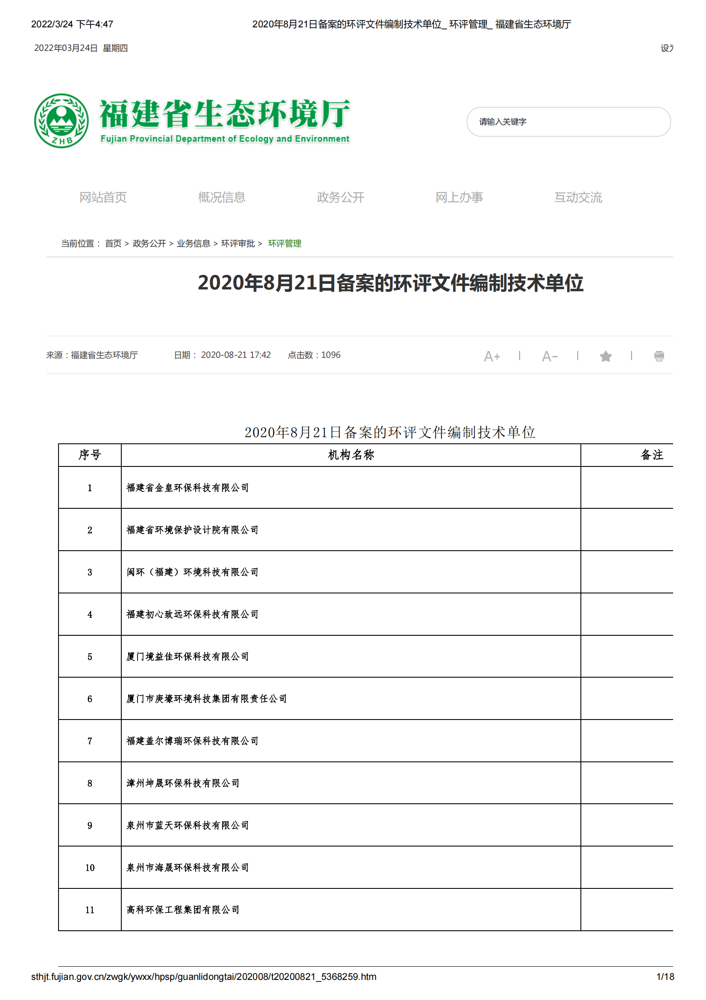 2022/3/24 下午4:47 2020年8月21日备案的环评文件编制技术单位_ 环评管理_ 福建省生态环境厅
2022年03月24日 星期四 设为
福建省生态环境厅
Fujian Provincial Department of Ecology and Environment
ZHB
请输入关键字
网站首页 概况信息 政务公开 网上办事 互动交流
当前位置： 首页 > 政务公开 > 业务信息 > 环评审批 > 环评管理
2020年8月21日备案的环评文件编制技术单位
来源：福建省生态环境厅 日期： 2020-08-21 17:42 点击数：1096 A+ | A- | |
2020年8月21日备案的环评文件编制技术单位
序号 机构名称 备注
1 福建省金皇环保科技有限公司
2 福建省环境保护设计院有限公司
3 闽环（福建）环境科技有限公司
4 福建初心致远环保科技有限公司
5 厦门境益佳环保科技有限公司
6 厦门市庚壕环境科技集团有限责任公司
7 福建盖尔博瑞环保科技有限公司
8 漳州坤晟环保科技有限公司
9 泉州市蓝天环保科技有限公司
10 泉州市海晟环保科技有限公司
11 高科环保工程集团有限公司
sthjt.fujian.gov.cn/zwgk/ywxx/hpsp/guanlidongtai/202008/t20200821_5368259.htm 1/18